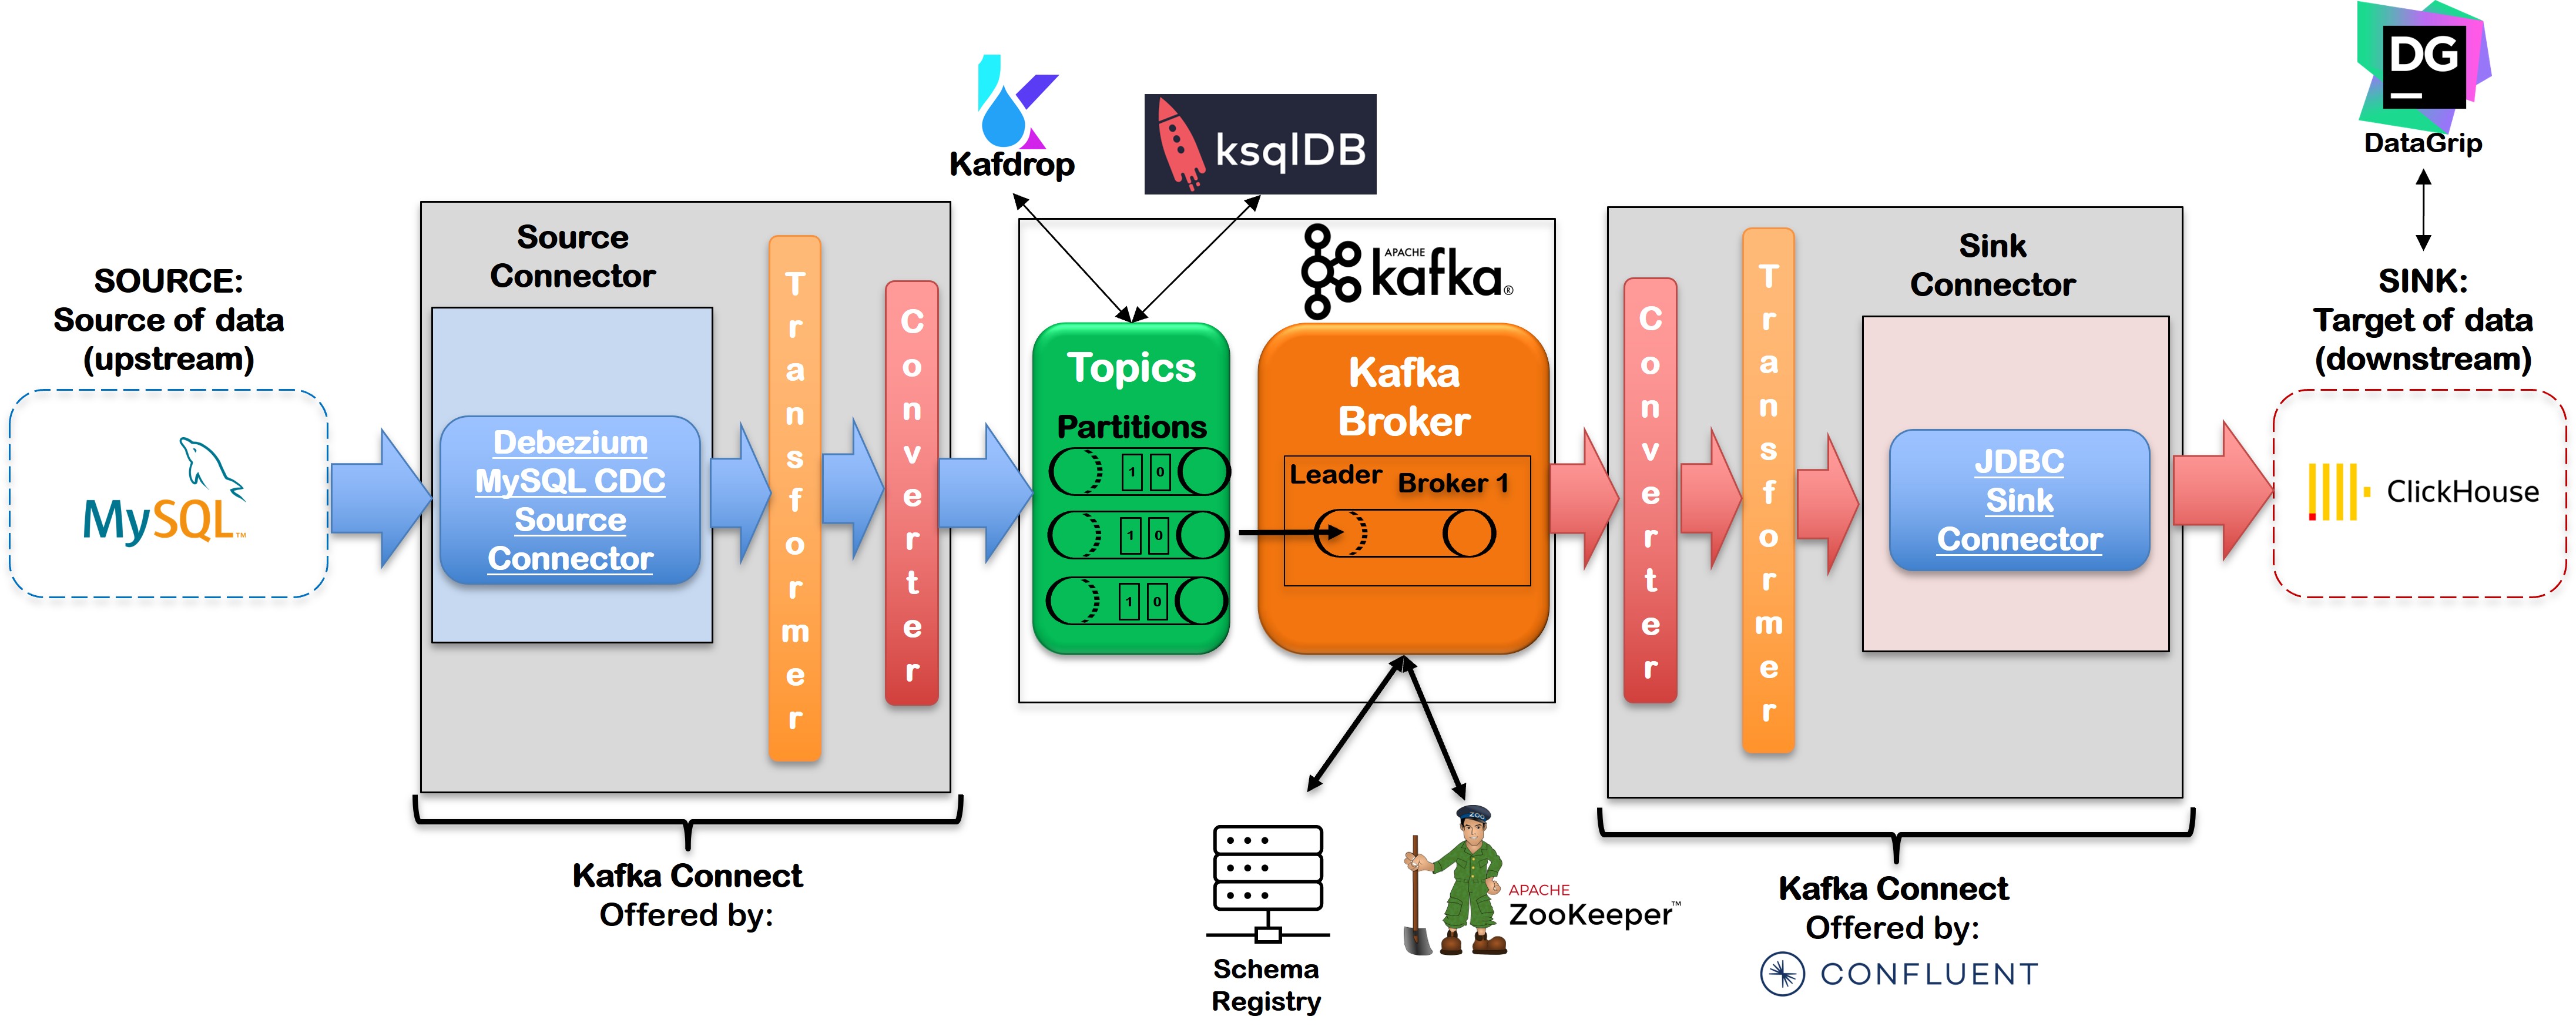 SOURCE:
Source of data
(upstream)
MySQL™
Source
Connector
Debezium
MySQL CDC
Source
Connector
Transformer
Converter
Kafka Connect
Offered by:
Kafdrop
ksqlDB
APACHE
kafka®
Topics
Partitions
1 0
1 0
1 0
Kafka
Broker
Leader Broker 1
Schema
Registry
ZOO
APACHE
ZooKeeper™
Converter
Transformer
Sink
Connector
JDBC
Sink
Connector
Kafka Connect
Offered by:
CONFLUENT
DG
DataGrip
SINK:
Target of data
(downstream)
ClickHouse